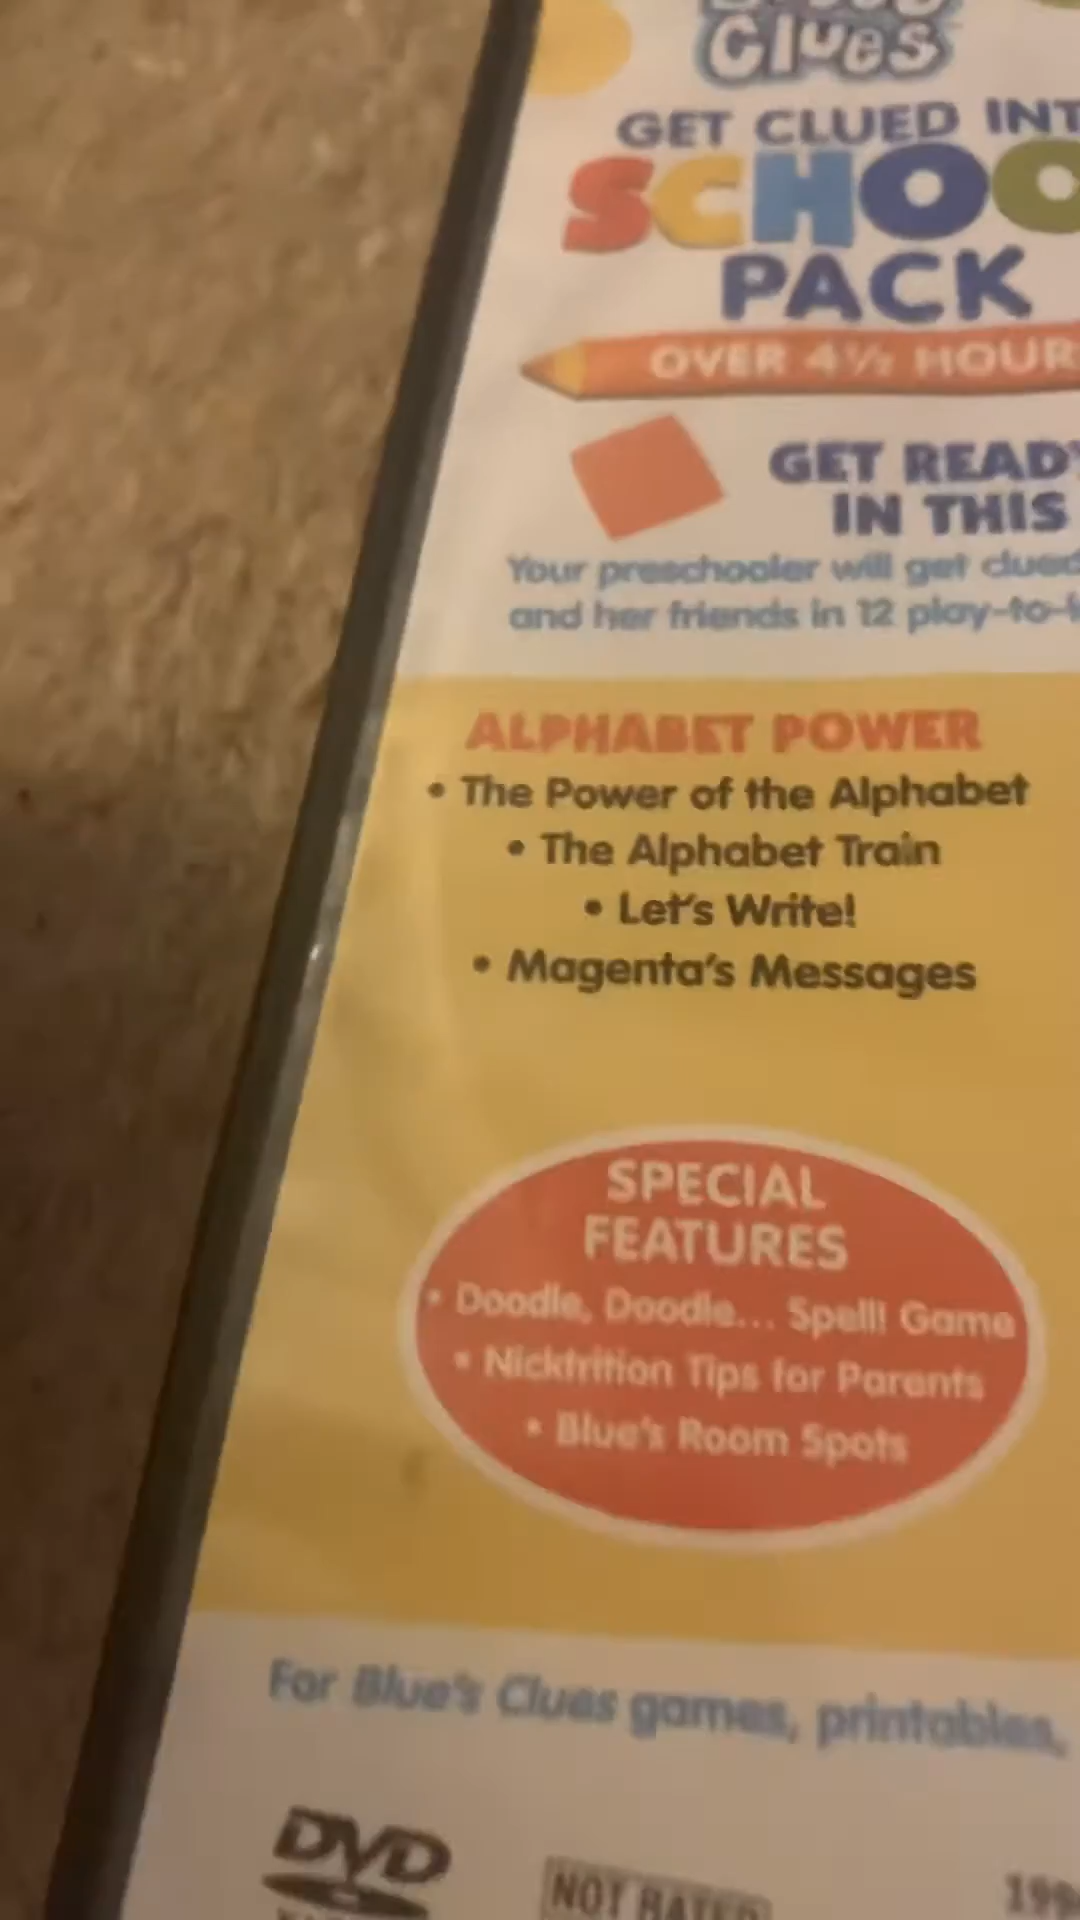 Clues
GET CLUED INT
SCHOO
PACK
OVER 4½ HOUR
GET READY
IN THIS
Your preschooler will get clued
and her friends in 12 play-to-
ALPHABET POWER
• The Power of the Alphabet
• The Alphabet Train
• Let's Write!
• Magenta's Messages
SPECIAL
FEATURES
• Doodle, Doodle... Spell! Game
• Nicktrition Tips for Parents
• Blue's Room Spots
For Blue's Clues games, printables,
DVD
NOT RATED
199